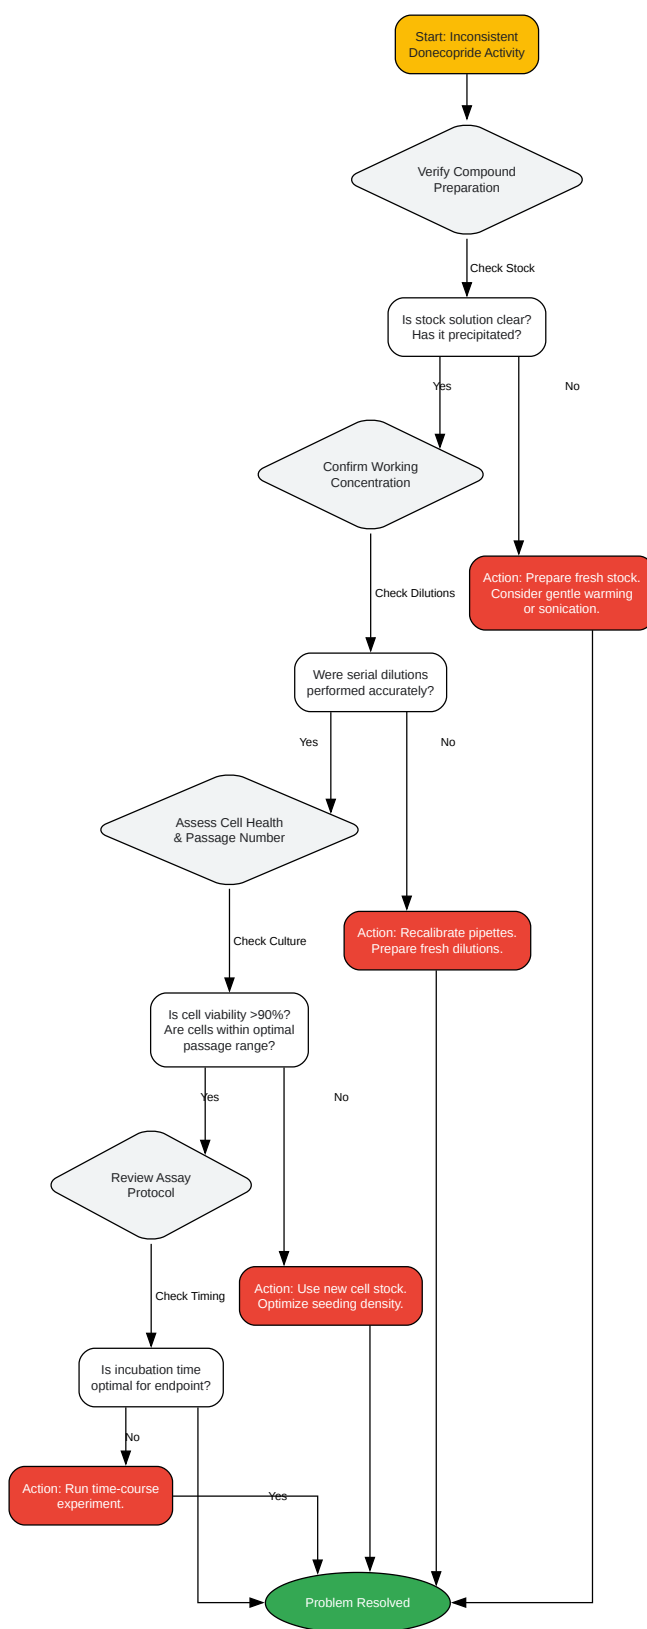 Start: Inconsistent
Donecopride Activity
Verify Compound
Preparation
Check Stock
Is stock solution clear?
Has it precipitated?
Yes
No
Confirm Working
Concentration
Action: Prepare fresh stock.
Consider gentle warming
or sonication.
Check Dilutions
Were serial dilutions
performed accurately?
Yes
No
Assess Cell Health
& Passage Number
Action: Recalibrate pipettes.
Prepare fresh dilutions.
Check Culture
Is cell viability >90%?
Are cells within optimal
passage range?
Yes
No
Review Assay
Protocol
Action: Use new cell stock.
Optimize seeding density.
Check Timing
Is incubation time
optimal for endpoint?
No
Action: Run time-course
experiment.
Yes
Problem Resolved